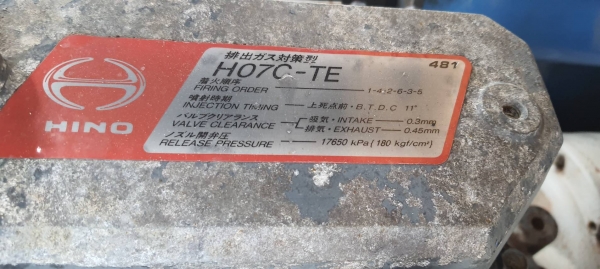 排出ガス対策型
481
H07C-TE
着火順序
FIRING ORDER 1-4-2-6-3-5
噴射時期
INJECTION TIMING 上死点前・B.T.D.C 11°
バルブクリアランス 吸気・INTAKE 0.3mm
VALVE CLEARANCE 排気・EXHAUST 0.45mm
ノズル開弁圧
RELEASE PRESSURE 17650 kPa (180 kgf/cm²)
HINO